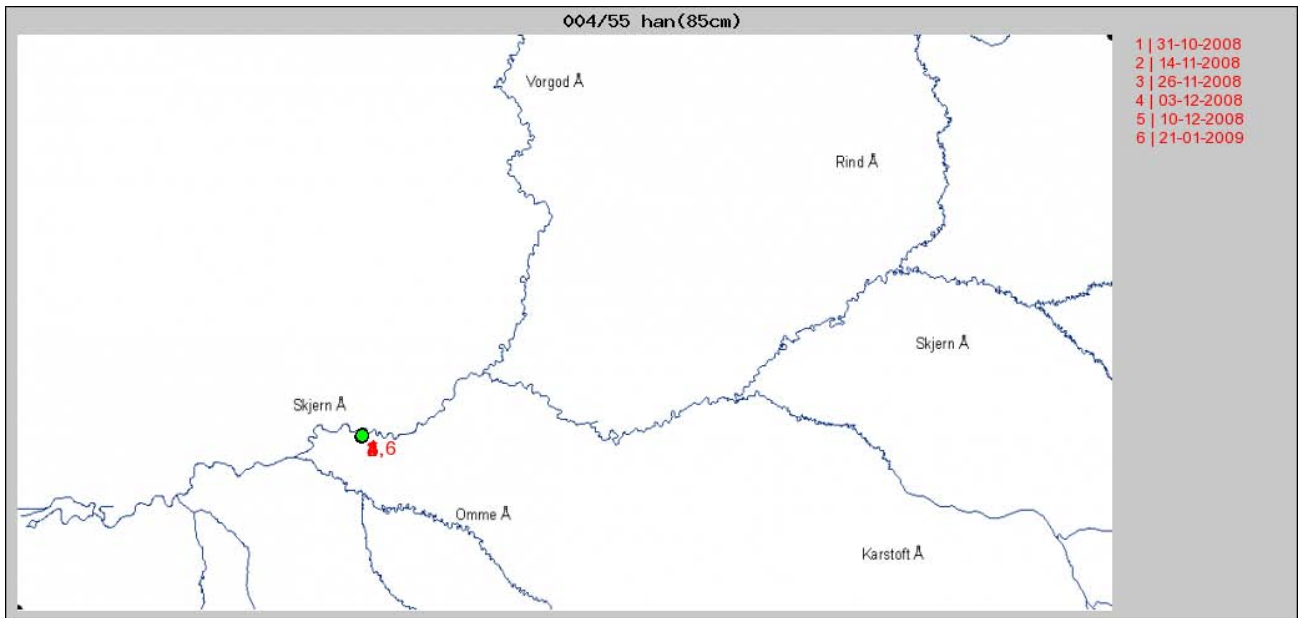 004/55 han(85cm)
1 | 31-10-2008
2 | 14-11-2008
3 | 26-11-2008
4 | 03-12-2008
5 | 10-12-2008
6 | 21-01-2009
Vorgod Å
Rind Å
Skjern Å
Skjern Å
,6
Omme Å
Karstoft Å